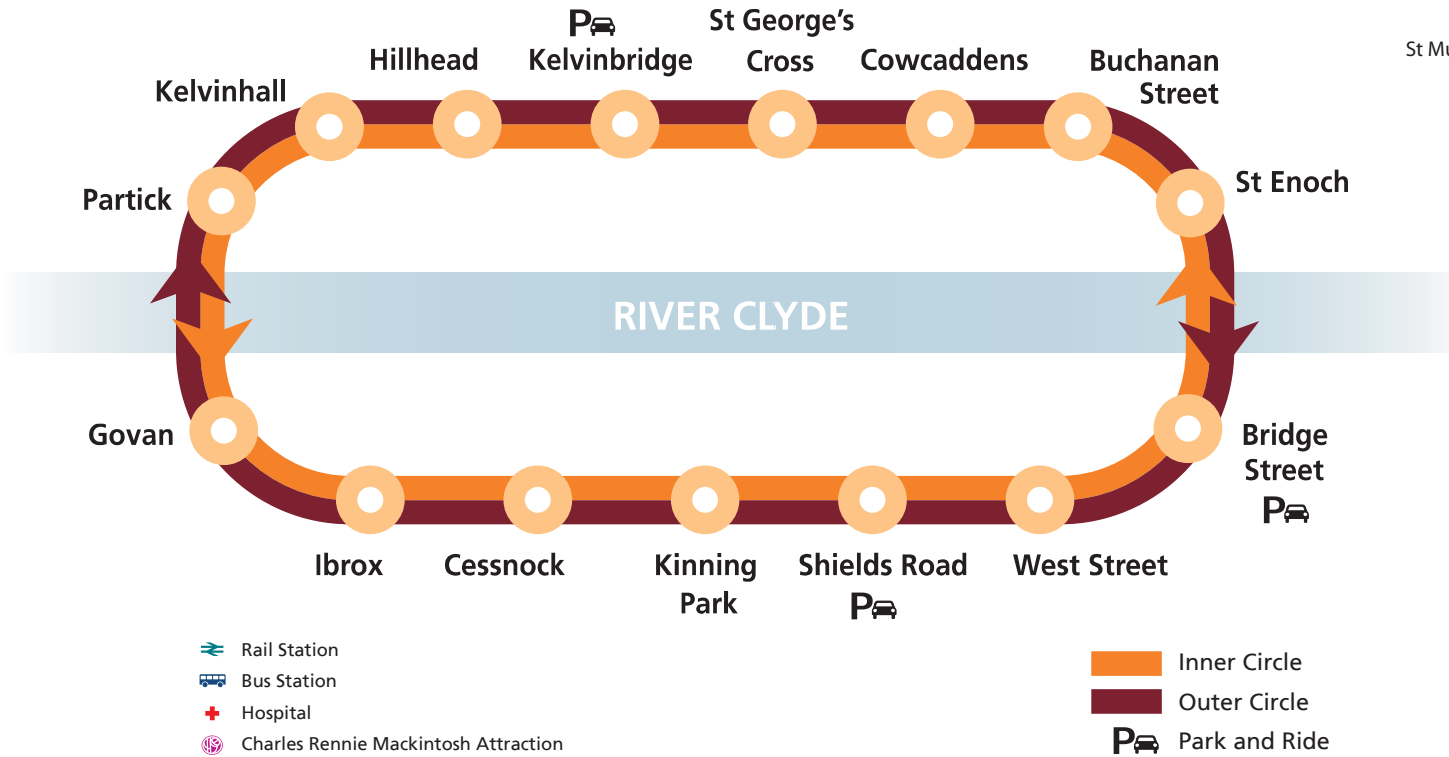 St George's
Cross
Hillhead
P
Kelvinbridge
Cowcaddens
Buchanan
Street
St Mu
Kelvinhall
St Enoch
Partick
RIVER CLYDE
Govan
Bridge
Street
P
Ibrox
Cessnock
Kinning
Park
Shields Road
P
West Street
Rail Station
Bus Station
Hospital
Charles Rennie Mackintosh Attraction
Inner Circle
Outer Circle
P Park and Ride